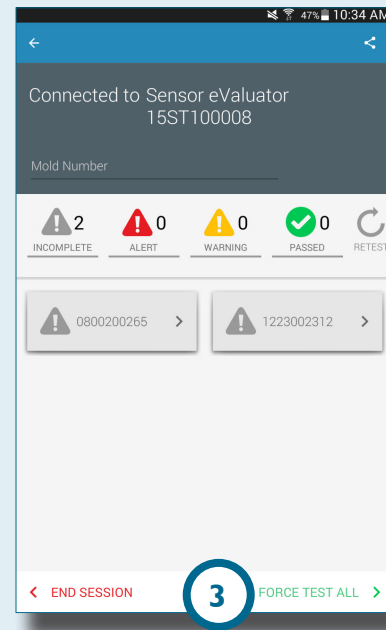 47% 10:34 AM
Connected to Sensor eValuator
15ST100008
Mold Number
2 0 0 0
INCOMPLETE ALERT WARNING PASSED RETEST
0800200265 1223002312
END SESSION 3 FORCE TEST ALL